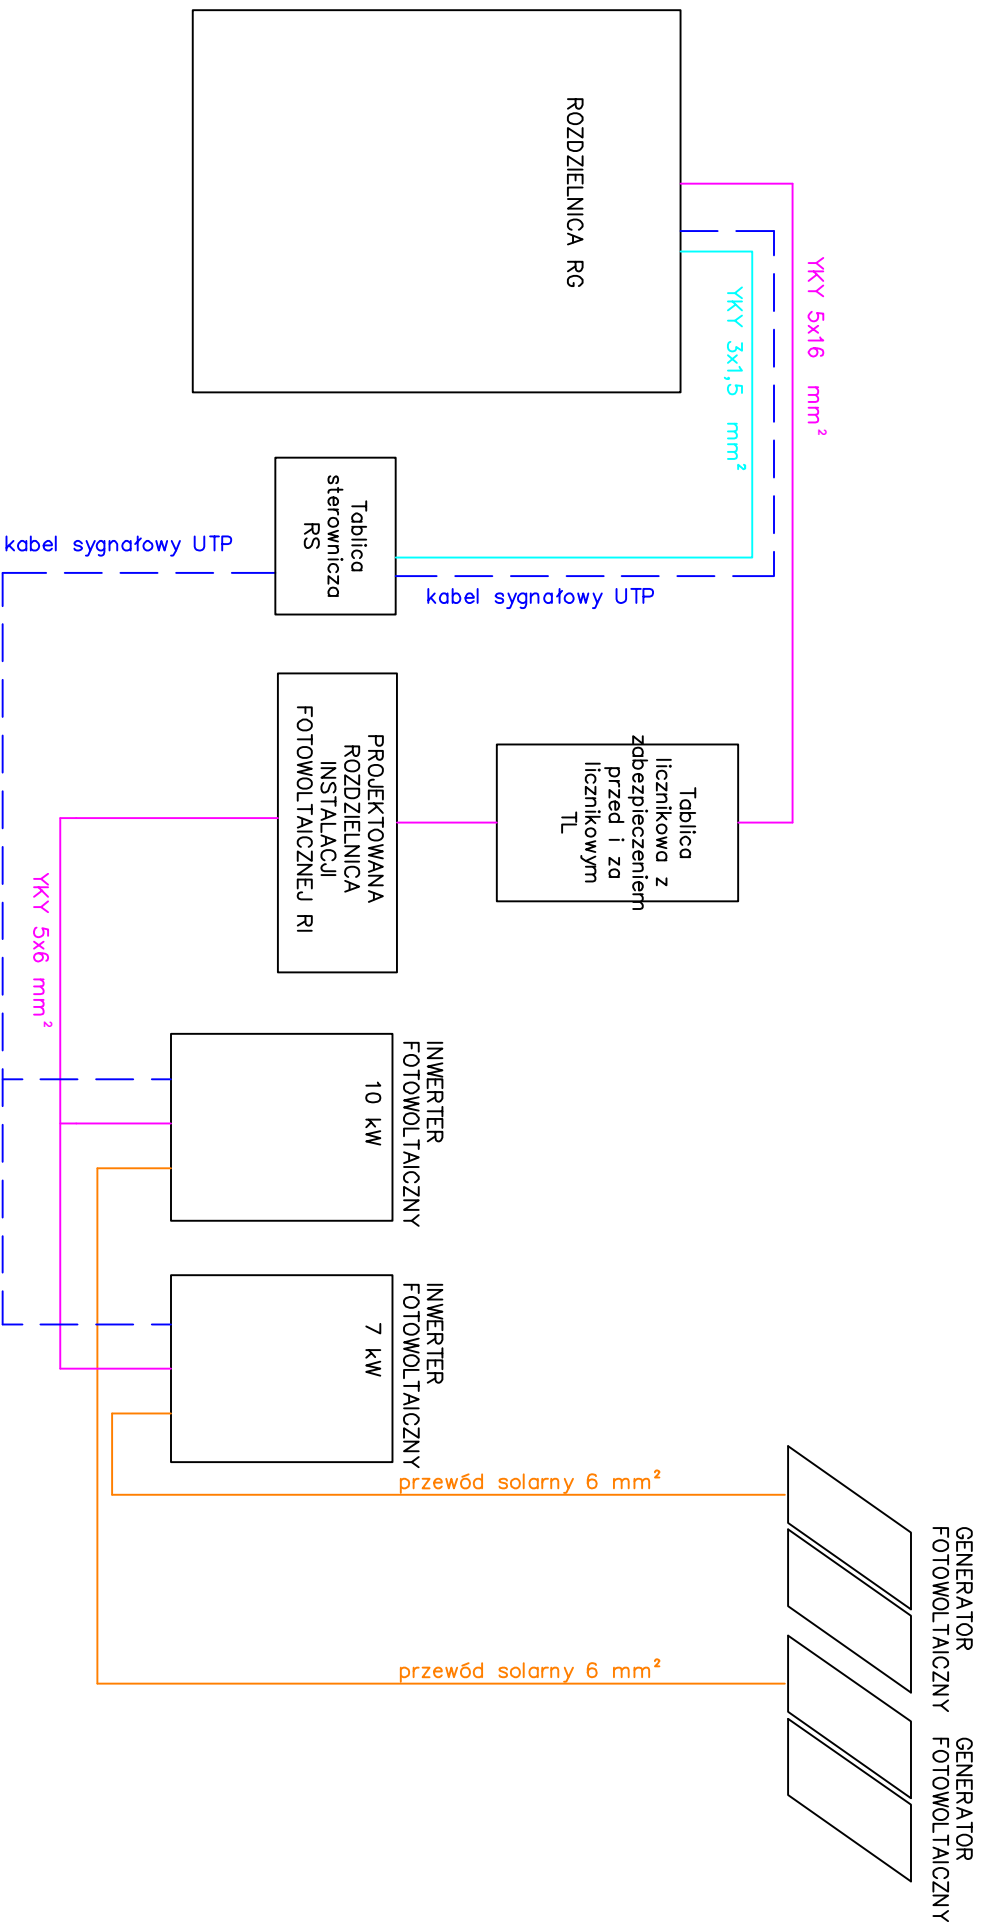 ROZDZIELNICA RG
YKY 5x16 mm²
YKY 3x1,5 mm²
Tablica
sterownicza
RS
kabel sygnałowy UTP
kabel sygnałowy UTP
Tablica
licznikowa z
zabezpieczeniem
przed i za
licznikowym
TL
PROJEKTOWANA
ROZDZIELNICA
INSTALACJI
FOTOWOLTAICZNEJ RI
YKY 5x6 mm²
INWERTER
FOTOWOLTAICZNY
10 kW
INWERTER
FOTOWOLTAICZNY
7 kW
przewód solarny 6 mm²
przewód solarny 6 mm²
GENERATOR
FOTOWOLTAICZNY
GENERATOR
FOTOWOLTAICZNY